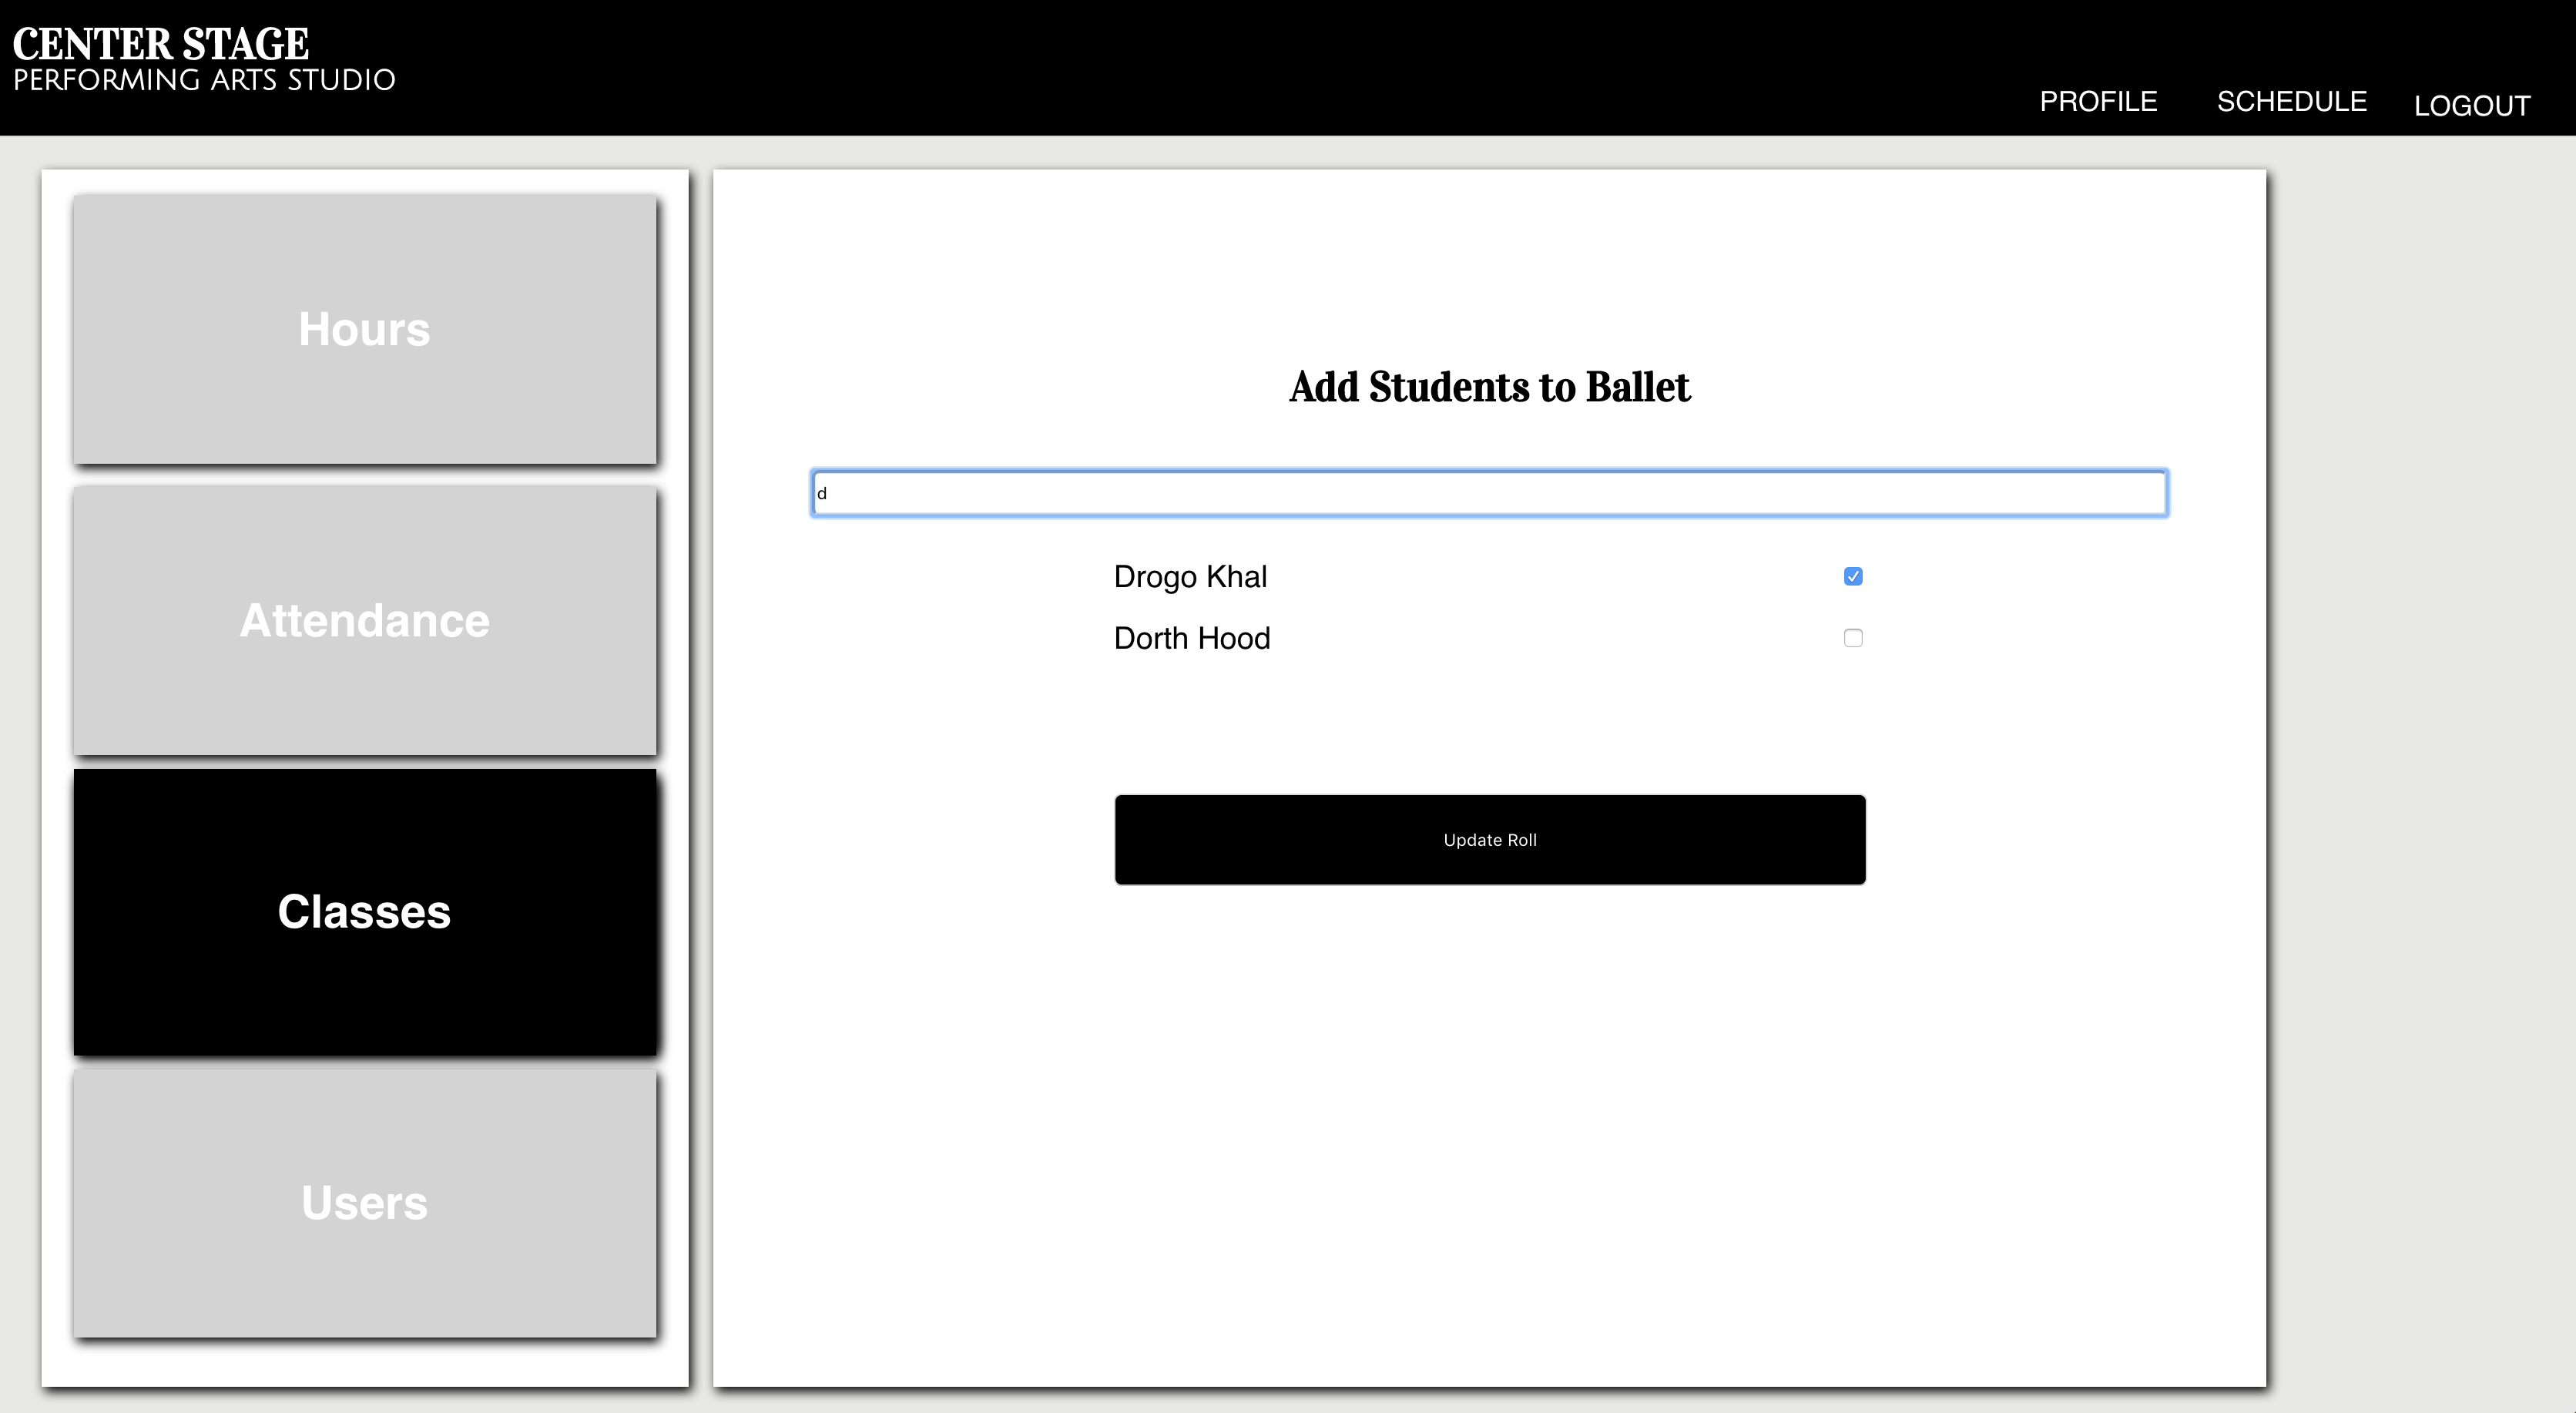 CENTER STAGE
PERFORMING ARTS STUDIO
PROFILE SCHEDULE LOGOUT
Hours
Attendance
Classes
Users
Add Students to Ballet
d
Drogo Khal
Dorth Hood
Update Roll